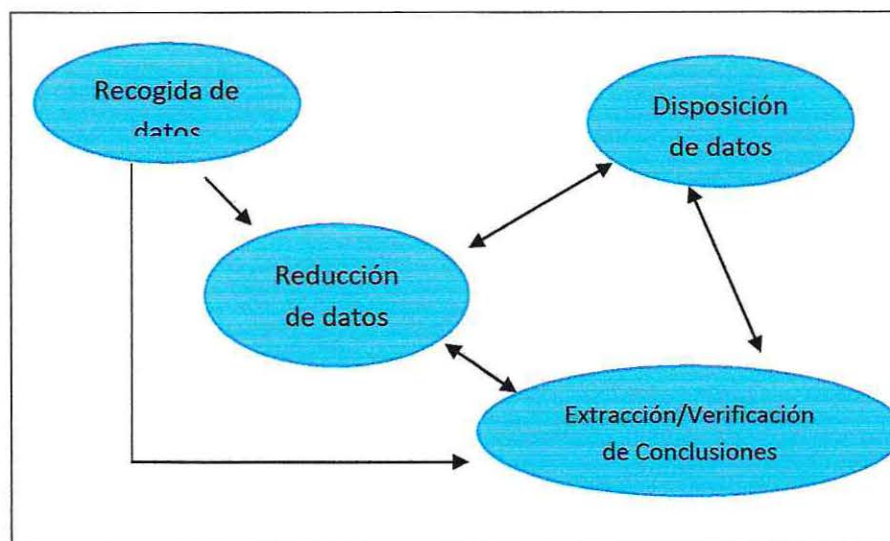 Recogida de
datos
Disposición
de datos
Reducción
de datos
Extracción/Verificación
de Conclusiones